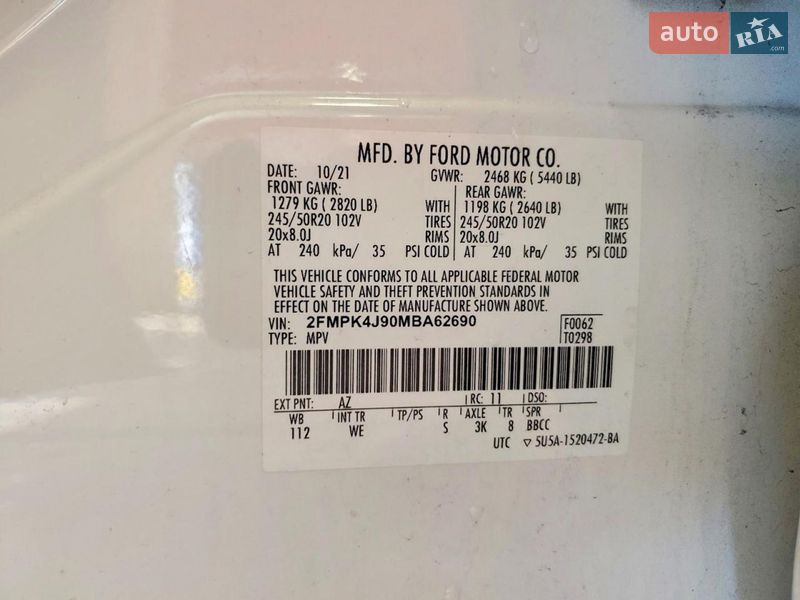 auto RIA .com
MFD. BY FORD MOTOR CO.
DATE: 10/21 GVWR: 2468 KG ( 5440 LB)
FRONT GAWR: REAR GAWR:
1279 KG ( 2820 LB) WITH 1198 KG ( 2640 LB) WITH
245/50R20 102V TIRES 245/50R20 102V TIRES
20x8.0J RIMS 20x8.0J RIMS
AT 240 kPa/ 35 PSI COLD AT 240 kPa/ 35 PSI COLD
THIS VEHICLE CONFORMS TO ALL APPLICABLE FEDERAL MOTOR
VEHICLE SAFETY AND THEFT PREVENTION STANDARDS IN
EFFECT ON THE DATE OF MANUFACTURE SHOWN ABOVE.
VIN: 2FMPK4J90MBA62690 F0062
TYPE: MPV T0298
EXT PNT: AZ RC: 11 DSO:
WB INT TR TP/PS R AXLE TR SPR
112 WE S 3K 8 BBCC
UTC ▽ 5U5A-1520472-BA